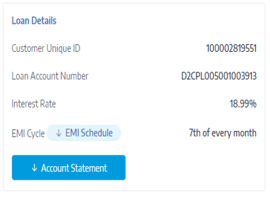 Loan Details
Customer Unique ID 100002819551
Loan Account Number D2CPL005001003913
Interest Rate 18.99%
EMI Cycle ↓ EMI Schedule 7th of every month
↓ Account Statement